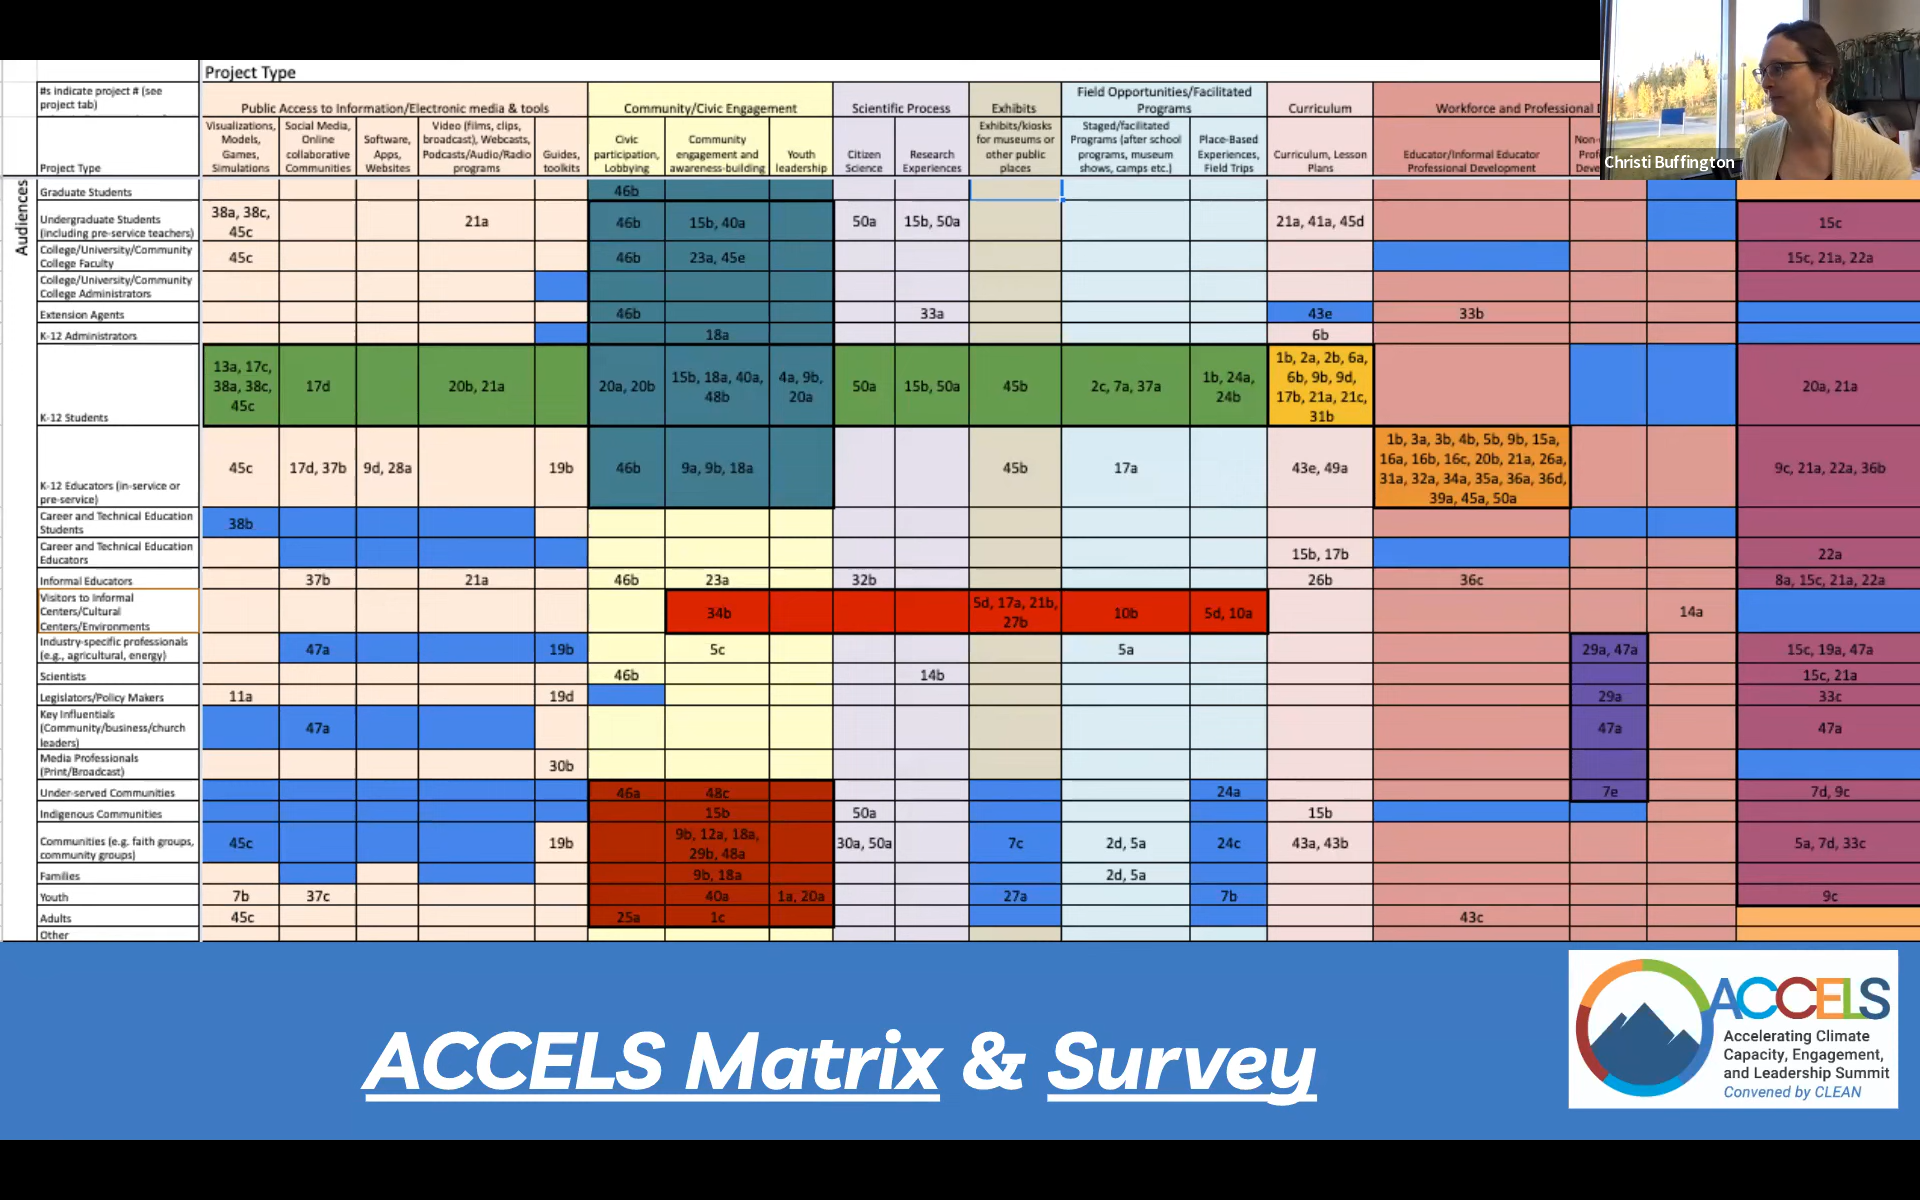 Project Type
#s indicate project # (see
project tab)
Public Access to Information/Electronic media & tools
Community/Civic Engagement
Scientific Process
Exhibits
Field Opportunities/Facilitated
Programs
Curriculum
Workforce and Professional
Project Type
Visualizations,
Models,
Games,
Simulations
Social Media,
Online
collaborative
Communities
Software,
Apps,
Websites
Video (films, clips,
broadcast), Webcasts,
Podcasts/Audio/Radio
programs
Guides,
toolkits
Civic
participation,
Lobbying
Community
engagement and
awareness-building
Youth
leadership
Citizen
Science
Research
Experiences
Exhibits/kiosks
for museums or
other public
places
Staged/facilitated
Programs (after school
programs, museum
shows, camps etc.)
Place-Based
Experiences,
Field Trips
Curriculum, Lesson
Plans
Educator/Informal Educator
Professional Development
Christi Buffington
Audiences
Graduate Students
46b
Undergraduate Students
(including pre-service teachers)
38a, 38c,
45c
21a
46b
15b, 40a
50a
15b, 50a
21a, 41a, 45d
15c
College/University/Community
College Faculty
45c
46b
23a, 45e
15c, 21a, 22a
College/University/Community
College Administrators
Extension Agents
46b
33a
43e
33b
K-12 Administrators
18a
6b
K-12 Students
13a, 17c,
38a, 38c,
45c
17d
20b, 21a
20a, 20b
15b, 18a, 40a,
48b
4a, 9b,
20a
50a
15b, 50a
45b
2c, 7a, 37a
1b, 24a,
24b
1b, 2a, 2b, 6a,
6b, 9b, 9d,
17b, 21a, 21c,
31b
20a, 21a
K-12 Educators (in-service or
pre-service)
45c
17d, 37b
9d, 28a
19b
46b
9a, 9b, 18a
45b
17a
43e, 49a
1b, 3a, 3b, 4b, 5b, 9b, 15a,
16a, 16b, 16c, 20b, 21a, 26a,
31a, 32a, 34a, 35a, 36a, 36d,
39a, 45a, 50a
9c, 21a, 22a, 36b
Career and Technical Education
Students
38b
Career and Technical Education
Educators
15b, 17b
22a
Informal Educators
37b
21a
46b
23a
32b
26b
36c
8a, 15c, 21a, 22a
Visitors to Informal
Centers/Cultural
Centers/Environments
34b
5d, 17a, 21b,
27b
10b
5d, 10a
14a
Industry-specific professionals
(e.g., agricultural, energy)
47a
19b
5c
5a
29a, 47a
15c, 19a, 47a
Scientists
46b
14b
15c, 21a
Legislators/Policy Makers
11a
19d
29a
33c
Key Influentials
(Community/business/church
leaders)
47a
47a
47a
Media Professionals
(Print/Broadcast)
30b
Under-served Communities
46a
48c
24a
7e
7d, 9c
Indigenous Communities
15b
50a
15b
Communities (e.g. faith groups,
community groups)
45c
19b
9b, 12a, 18a,
29b, 48a
30a, 50a
7c
2d, 5a
24c
43a, 43b
5a, 7d, 33c
Families
9b, 18a
2d, 5a
Youth
7b
37c
40a
1a, 20a
27a
7b
9c
Adults
45c
25a
1c
43c
Other
ACCELS Matrix & Survey
ACCELS
Accelerating Climate
Capacity, Engagement,
and Leadership Summit
Convened by CLEAN